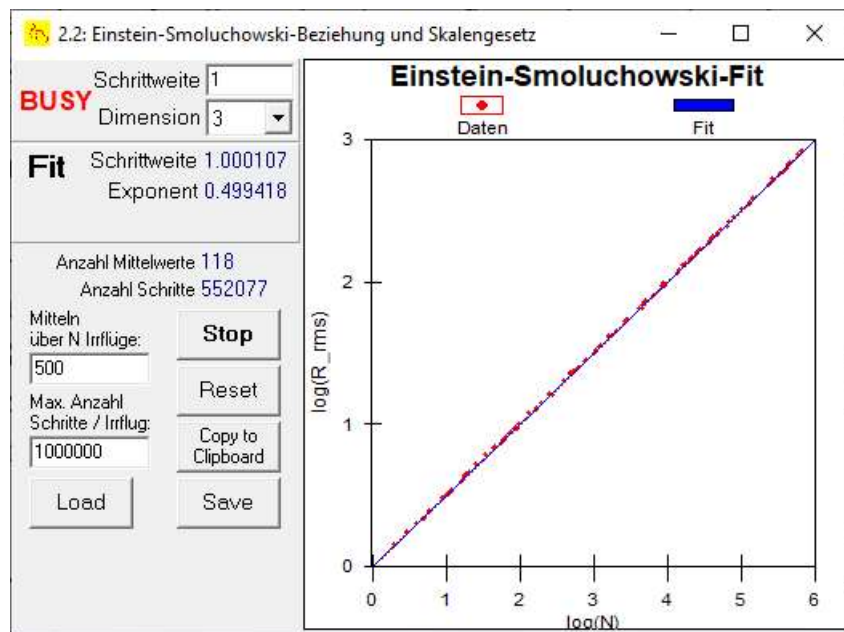 2.2: Einstein-Smoluchowski-Beziehung und Skalengesetz
BUSY
Schrittweite 1
Dimension 3
Fit
Schrittweite 1.000107
Exponent 0.499418
Anzahl Mittelwerte 118
Anzahl Schritte 552077
Mitteln
über N Irrflüge:
500
Max. Anzahl
Schritte / Irrflug:
1000000
Stop
Reset
Copy to
Clipboard
Load
Save
Einstein-Smoluchowski-Fit
Daten
Fit
log(R_rms)
3
2
1
0
0 1 2 3 4 5 6
log(N)